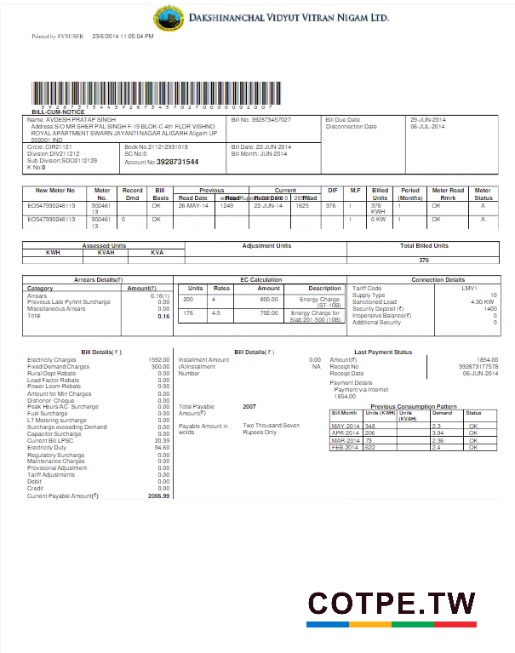 DAKSHINANCHAL VIDYUT VITRAN NIGAM LTD.
Printed by SYSUSER 23/6/2014 11:05:04 PM
BILL-CUM-NOTICE
Name: AVDESH PRATAP SINGH
Address:S/O MR SHER PAL SINGH F-19 BLOK-C 4th FLOR VISHNO
ROYAL APARTMENT SWARN JAYANTI NAGAR ALIGARH Aligarh UP
202001 IND
Bill No: 392873457027
Bill Due Date 29-JUN-2014
Disconnection Date 06-JUL-2014
Circle: CIR21121
Division:DIV211212
Sub Division:SDO2112129
K No:0
Book No:211212931018
SC No:0
Account No:3928731544
Bill Date: 22-JUN-2014
Bill Month: JUN-2014
New Meter No Meter No. Record Dmd Bill Basis Previous Current DIF M.F Billed Units Period (Months) Meter Read Rmrk Meter Status
Read Date Read Read Date Read
EO547930246113 30246113 OK 26-MAY-14 1249 22-JUN-14 1625 376 1 376 KWH 1 OK A
EO547930246113 30246113 0 OK 1 0 KW 1 OK A
Assessed Units Adjustment Units Total Billed Units
KWH KVAH KVA
376
Arrears Details(₹)
Category Amount(₹)
Arrears 0.16(1)
Previous Late Pymnt Surcharge 0.00
Miscellaneous Arrears 0.00
Total 0.16
EC Calculation
Units Rates Amount Description
200 4 800.00 Energy Charge (ST-10B)
176 4.5 792.00 Energy Charge for Slab 201-500 (10B)
Connection Details
Tariff Code LMV1
Supply Type 10
Sanctioned Load 4.00 KW
Security Deposit (₹) 1400
Inoperative Balance(₹) 0
Additional Security 0
Bill Details( ₹ )
Electricity Charges 1592.00
Fixed/Demand Charges 300.00
Rural/Dept Rebate 0.00
Load Factor Rebate 0.00
Power Loom Rebate 0.00
Amount for Min Charges 0.00
Dishonor Cheque 0.00
Peak Hours/AC Surcharge 0.00
Fuel Surcharge 0.00
LT Metering surcharge 0.00
Surcharge exceeding Demand 0.00
Capacitor Surcharge 0.00
Current Bill LPSC 20.39
Electricity Duty 94.60
Regulatory Surcharge 0.00
Maintenance Charges 0.00
Provisional Adjustment 0.00
Tariff Adjustments 0.00
Debit 0.00
Credit 0.00
Current Payable Amount(₹) 2006.99
Bill Details( ₹ )
Instalment Amount 0.00
(A)Instalment Number NA
Total Payable Amount(₹) 2007
Payable Amount in words Two Thousand Seven Rupees Only
Last Payment Status
Amount(₹) 1854.00
Receipt No 392873177578
Receipt Date 06-JUN-2014
Payment Details
Payment via Internet
1854.00
Previous Consumption Pattern
Bill Month Units (KWH) Units (KVAH) Demand Status
MAY-2014 348 2.3 OK
APR-2014 206 3.94 OK
MAR-2014 73 2.36 OK
FEB-2014 622 2.4 OK
COTPE.TW